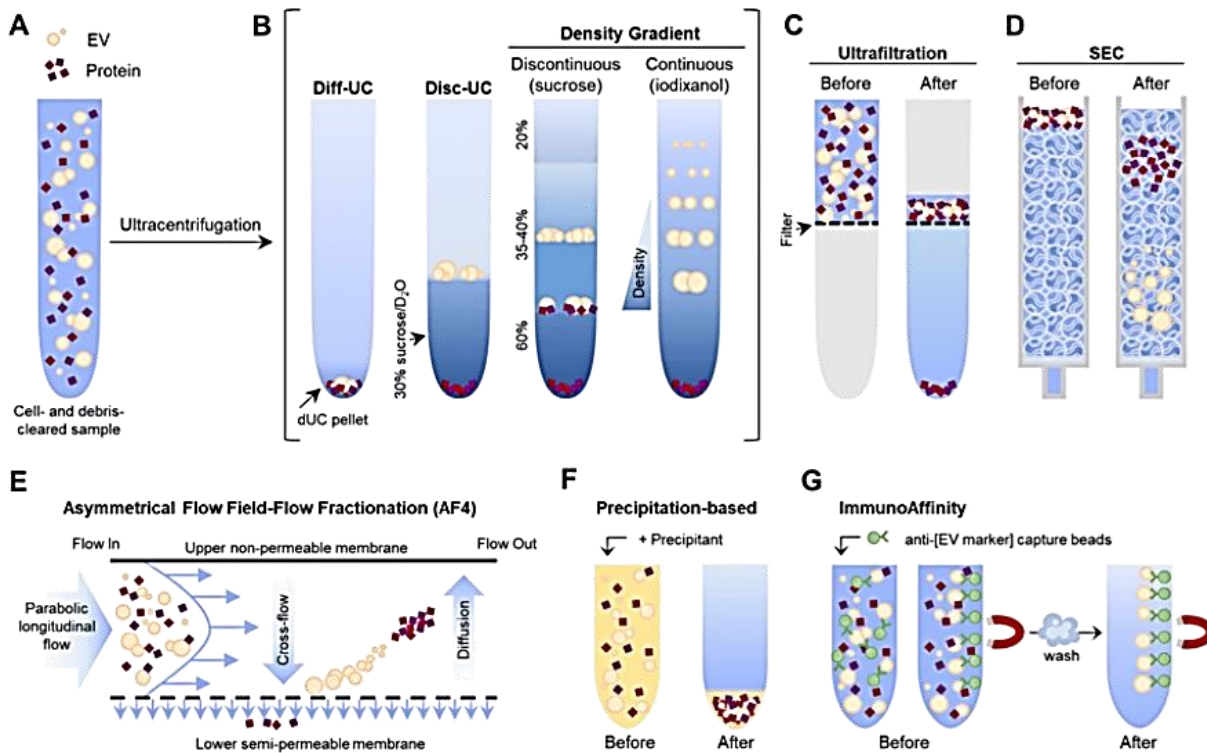 A
EV
Protein
Cell- and debris-
cleared sample
Ultracentrifugation
B
Diff-UC
dUC pellet
Disc-UC
30% sucrose/D₂O
Density Gradient
Discontinuous
(sucrose)
20%
35-40%
60%
Continuous
(iodixanol)
Density
C
Ultrafiltration
Before
After
Filter
D
SEC
Before
After
E
Asymmetrical Flow Field-Flow Fractionation (AF4)
Flow In
Upper non-permeable membrane
Flow Out
Parabolic
longitudinal
flow
Cross-flow
Diffusion
Lower semi-permeable membrane
F
Precipitation-based
+ Precipitant
Before
After
G
ImmunoAffinity
anti-[EV marker] capture beads
wash
Before
After